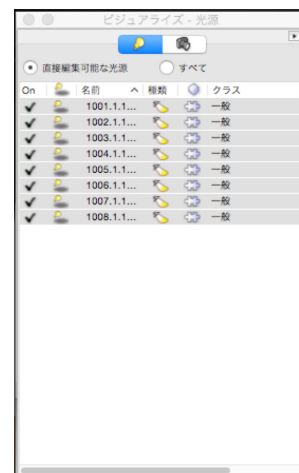 ビジュアライズ - 光源
直接編集可能な光源 すべて
On 名前 種類 クラス
1001.1.1... 一般
1002.1.1... 一般
1003.1.1... 一般
1004.1.1... 一般
1005.1.1... 一般
1006.1.1... 一般
1007.1.1... 一般
1008.1.1... 一般